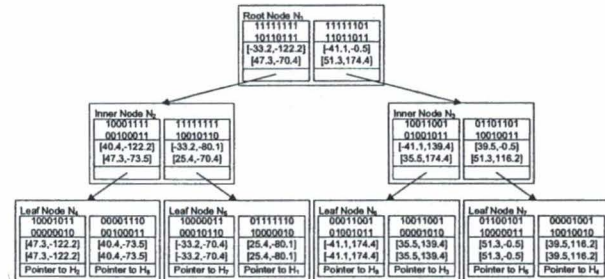 Root Node N₁
11111111 11111101
10110111 11011011
[-33.2,-122.2] [-41.1,-0.5]
[47.3,-70.4] [51.3,174.4]
Inner Node N₂
10001111 11111111
00100011 10010110
[40.4,-122.2] [-33.2,-80.1]
[47.3,-73.5] [25.4,-70.4]
Inner Node N₃
10011001 01101101
01001011 10010011
[-41.1,139.4] [39.5,-0.5]
[35.5,174.4] [51.3,116.2]
Leaf Node N₄
10001011 00001110
00000010 00100011
[47.3,-122.2] [40.4,-73.5]
[47.3,-122.2] [40.4,-73.5]
Pointer to Pointer to
Leaf Node N₅
10000011 01111110
00010110 10000010
[-33.2,-70.4] [25.4,-80.1]
[-33.2,-70.4] [25.4,-80.1]
Pointer to H₇ Pointer to H₁
Leaf Node N₆
00011001 10011001
01001011 00001010
[-41.1,174.4] [35.5,139.4]
[-41.1,174.4] [35.5,139.4]
Pointer to Pointer to H₃
Leaf Node N₇
01100101 00001001
10000011 10010010
[51.3,-0.5] [39.5,116.2]
[51.3,-0.5] [39.5,116.2]
Pointer to Pointer to